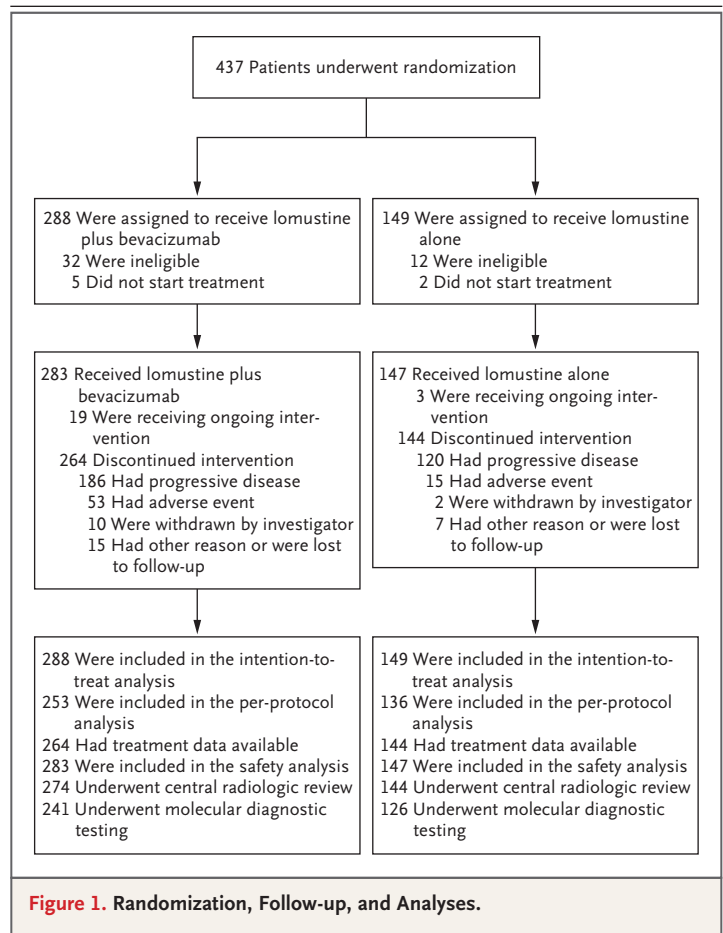 437 Patients underwent randomization
288 Were assigned to receive lomustine
plus bevacizumab
32 Were ineligible
5 Did not start treatment
149 Were assigned to receive lomustine
alone
12 Were ineligible
2 Did not start treatment
283 Received lomustine plus
bevacizumab
19 Were receiving ongoing inter-
vention
264 Discontinued intervention
186 Had progressive disease
53 Had adverse event
10 Were withdrawn by investigator
15 Had other reason or were lost
to follow-up
147 Received lomustine alone
3 Were receiving ongoing inter-
vention
144 Discontinued intervention
120 Had progressive disease
15 Had adverse event
2 Were withdrawn by investigator
7 Had other reason or were lost
to follow-up
288 Were included in the intention-to-
treat analysis
253 Were included in the per-protocol
analysis
264 Had treatment data available
283 Were included in the safety analysis
274 Underwent central radiologic review
241 Underwent molecular diagnostic
testing
149 Were included in the intention-to-
treat analysis
136 Were included in the per-protocol
analysis
144 Had treatment data available
147 Were included in the safety analysis
144 Underwent central radiologic review
126 Underwent molecular diagnostic
testing
Figure 1. Randomization, Follow-up, and Analyses.